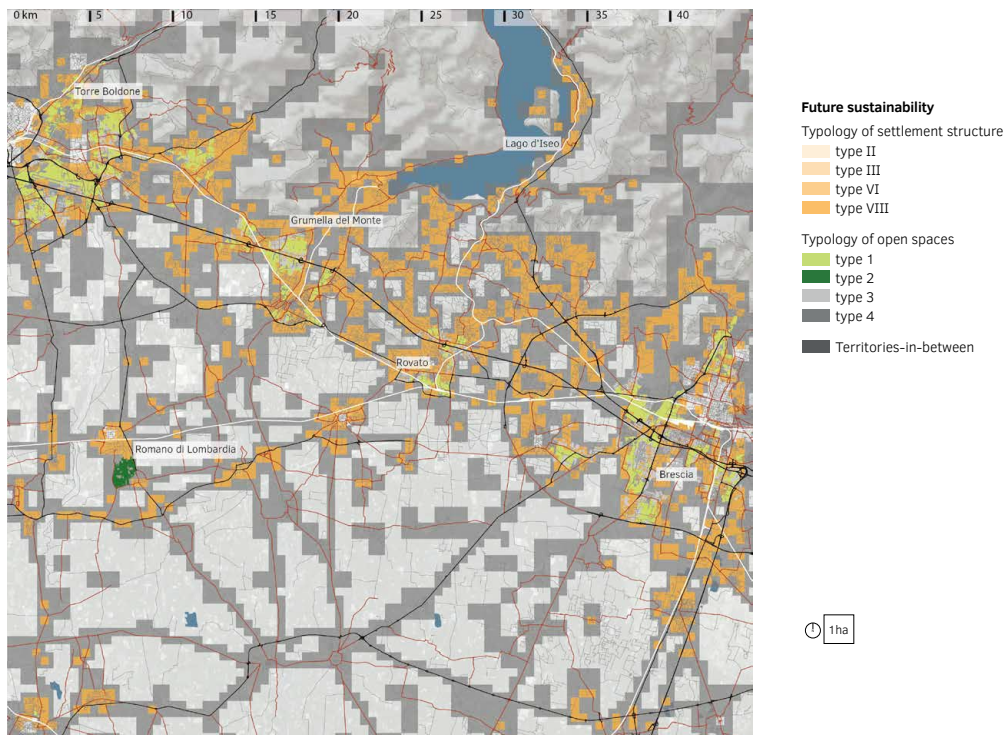 0 km 5 10 15 20 25 30 35 40
Torre Boldone
Lago d'Iseo
Grumella del Monte
Rovato
Romano di Lombardia
Brescia
Future sustainability
Typology of settlement structure
type II
type III
type VI
type VIII
Typology of open spaces
type 1
type 2
type 3
type 4
Territories-in-between
1 ha